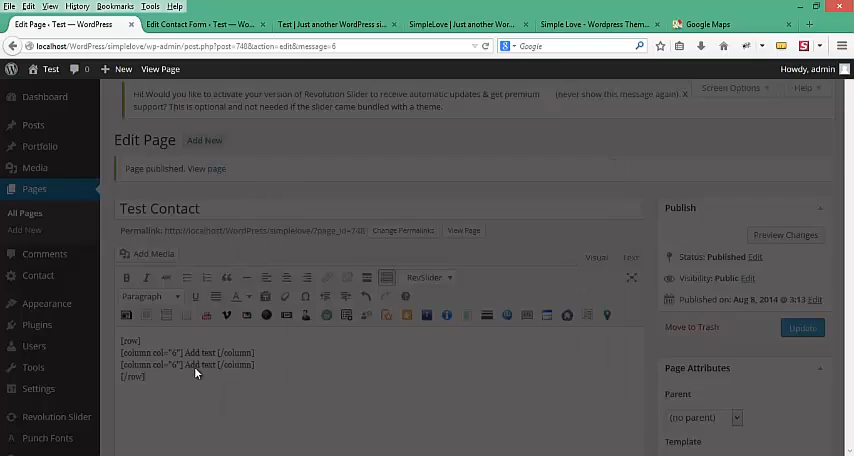 File Edit View History Bookmarks Tools Help
Edit Page • Test — WordPress × Edit Contact Form • Test — Wo... × Test | Just another WordPress si... × SimpleLove | Just another Wor... × Simple Love - Wordpress Them... × Google Maps ×
localhost/WordPress/simplelove/wp-admin/post.php?post=748&action=edit&message=6 Google
Test 0 + New View Page Howdy, admin
Dashboard
Posts
Portfolio
Media
Pages
All Pages
Add New
Comments
Contact
Appearance
Plugins
Users
Tools
Settings
Revolution Slider
Punch Fonts
Hi! Would you like to activate your version of Revolution Slider to receive automatic updates & get premium (never show this message again) X
support? This is optional and not needed if the slider came bundled with a theme.
Screen Options Help
Edit Page Add New
Page published. View page
Test Contact
Permalink: http://localhost/WordPress/simplelove/?page_id=748 Change Permalinks View Page
Add Media Visual Text
RevSlider
Paragraph
[row]
[column col="6"] Add text [/column]
[column col="6"] Add text [/column]
[/row]
Publish
Preview Changes
Status: Published Edit
Visibility: Public Edit
Published on: Aug 8, 2014 @ 3:13 Edit
Move to Trash Update
Page Attributes
Parent
(no parent)
Template